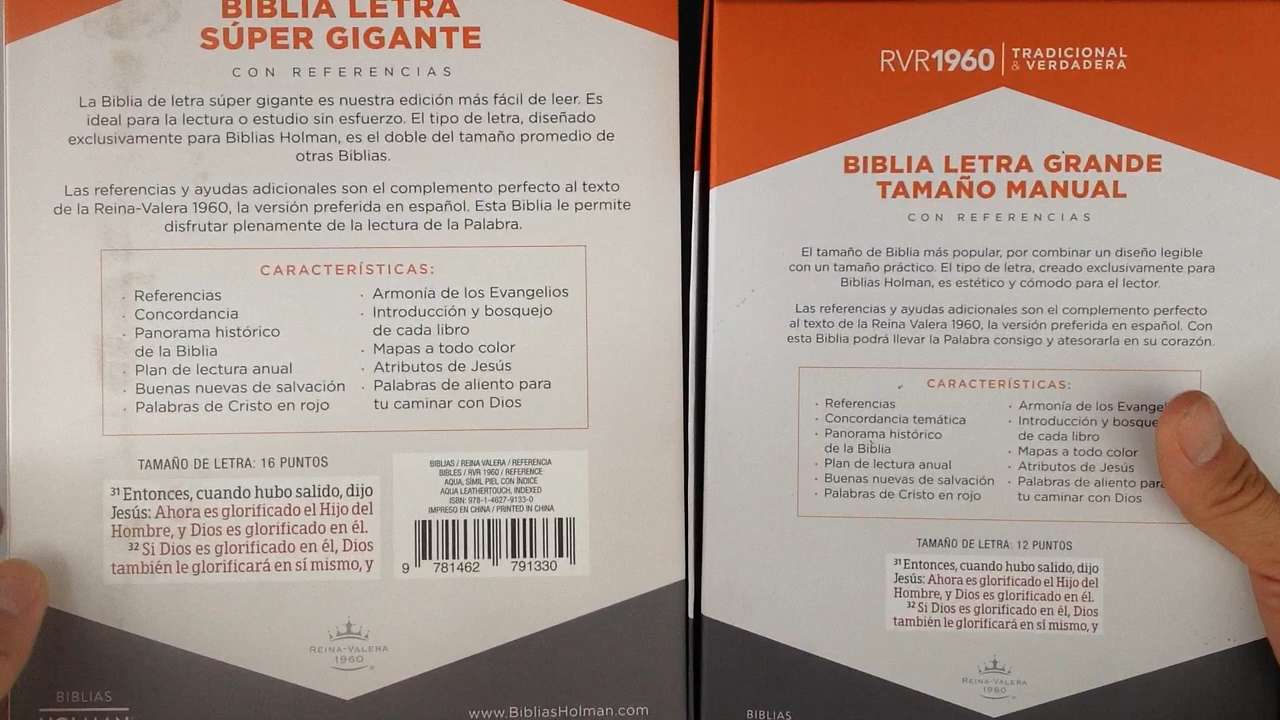 BIBLIA LETRA
SÚPER GIGANTE
CON REFERENCIAS
La Biblia de letra súper gigante es nuestra edición más fácil de leer. Es
ideal para la lectura o estudio sin esfuerzo. El tipo de letra, diseñado
exclusivamente para Biblias Holman, es el doble del tamaño promedio de
otras Biblias.
Las referencias y ayudas adicionales son el complemento perfecto al texto
de la Reina-Valera 1960, la versión preferida en español. Esta Biblia le permite
disfrutar plenamente de la lectura de la Palabra.
CARACTERÍSTICAS:
· Referencias
· Concordancia
· Panorama histórico
de la Biblia
· Plan de lectura anual
· Buenas nuevas de salvación
· Palabras de Cristo en rojo
· Armonía de los Evangelios
· Introducción y bosquejo
de cada libro
· Mapas a todo color
· Atributos de Jesús
· Palabras de aliento para
tu caminar con Dios
TAMAÑO DE LETRA: 16 PUNTOS
31 Entonces, cuando hubo salido, dijo
Jesús: Ahora es glorificado el Hijo del
Hombre, y Dios es glorificado en él.
32 Si Dios es glorificado en él, Dios
también le glorificará en sí mismo, y
BIBLIAS / REINA VALERA / REFERENCIA
BIBLES / RVR 1960 / REFERENCE
AQUA, SÍMIL PIEL CON ÍNDICE
AQUA LEATHERTOUCH, INDEXED
ISBN: 978-1-4627-9133-0
IMPRESO EN CHINA / PRINTED IN CHINA
9 781462 791330
REINA-VALERA
1960
BIBLIAS
HOLMAN
www.BibliasHolman.com
RVR1960 | TRADICIONAL
& VERDADERA
BIBLIA LETRA GRANDE
TAMAÑO MANUAL
CON REFERENCIAS
El tamaño de Biblia más popular, por combinar un diseño legible
con un tamaño práctico. El tipo de letra, creado exclusivamente para
Biblias Holman, es estético y cómodo para el lector.
Las referencias y ayudas adicionales son el complemento perfecto
al texto de la Reina Valera 1960, la versión preferida en español. Con
esta Biblia podrá llevar la Palabra consigo y atesorarla en su corazón.
CARACTERÍSTICAS:
· Referencias
· Concordancia temática
· Panorama histórico
de la Biblia
· Plan de lectura anual
· Buenas nuevas de salvación
· Palabras de Cristo en rojo
· Armonía de los Evangel
· Introducción y bosque
de cada libro
· Mapas a todo color
· Atributos de Jesús
· Palabras de aliento para
tu caminar con Dios
TAMAÑO DE LETRA: 12 PUNTOS
31 Entonces, cuando hubo salido, dijo
Jesús: Ahora es glorificado el Hijo del
Hombre, y Dios es glorificado en él.
32 Si Dios es glorificado en él, Dios
también le glorificará en sí mismo, y
REINA-VALERA
1960
BIBLIAS